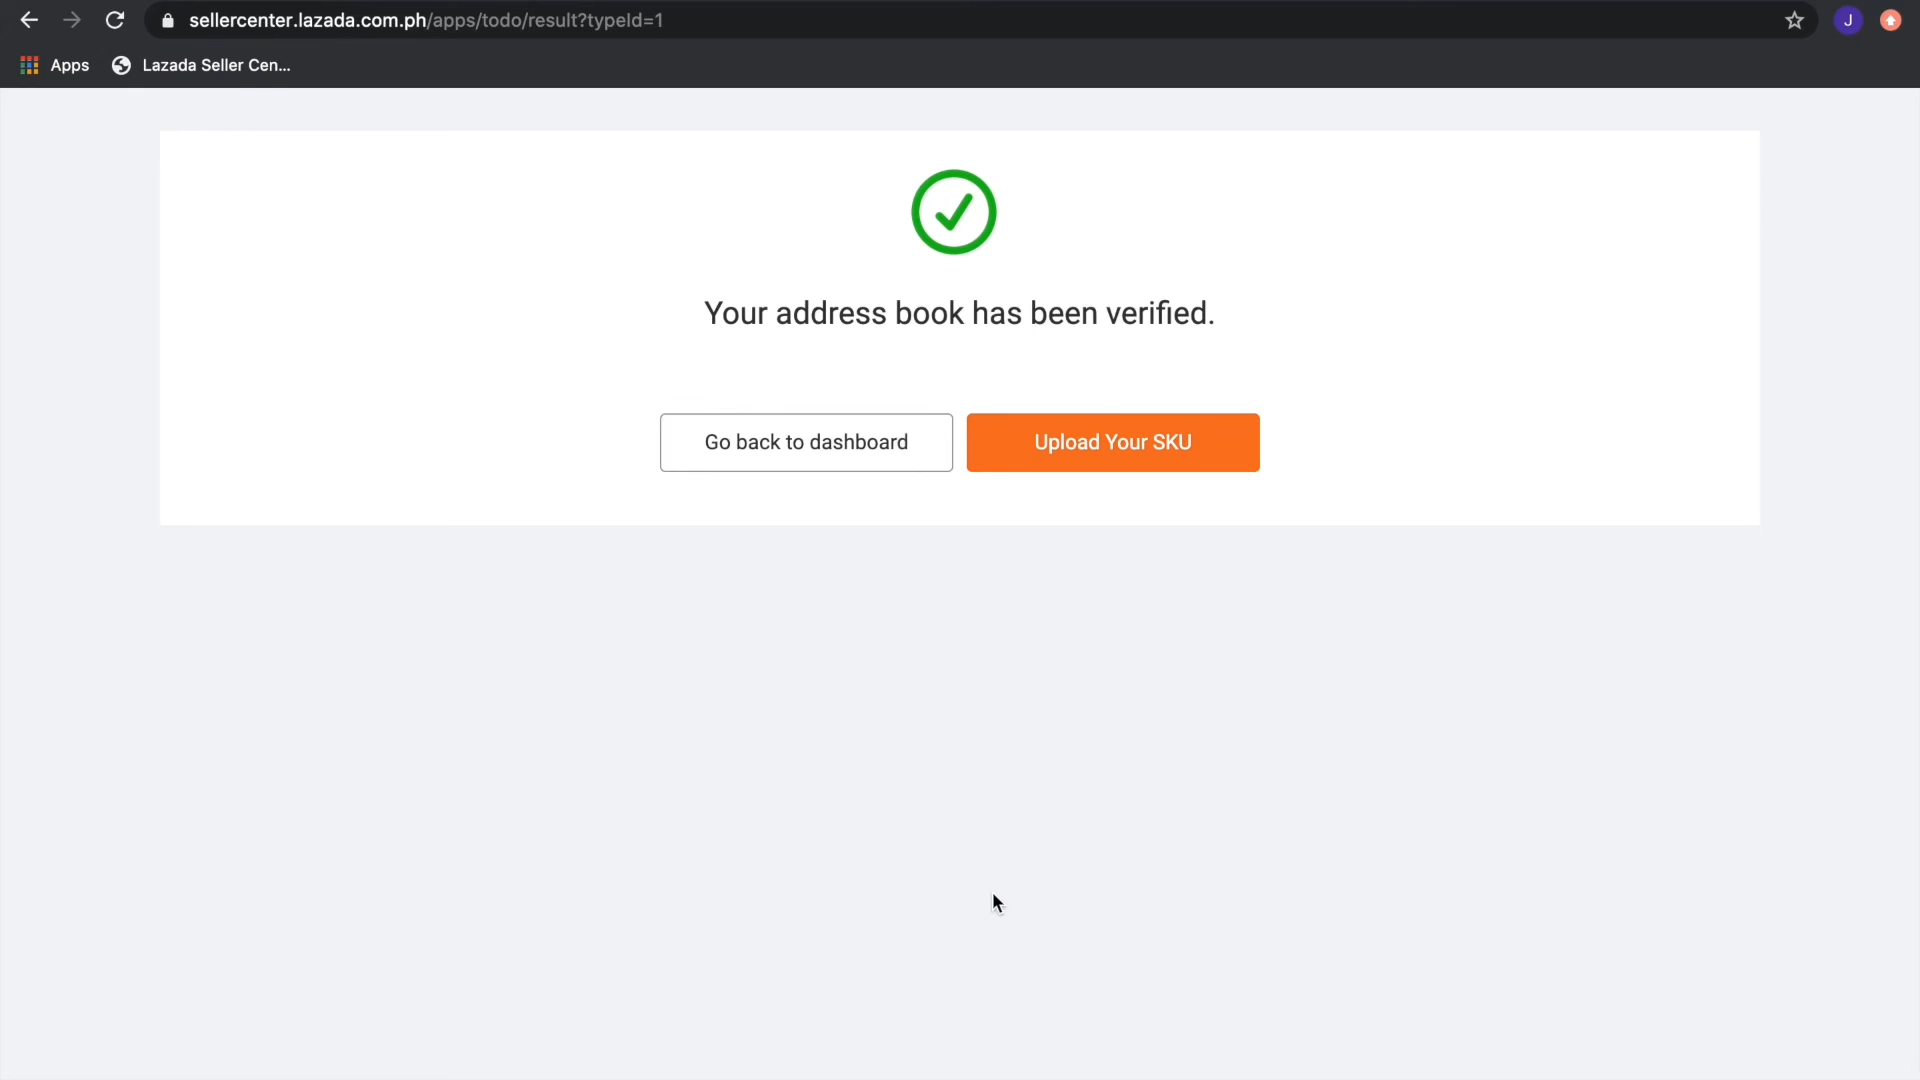 sellercenter.lazada.com.ph/apps/todo/result?typeId=1
J
Apps
Lazada Seller Cen...
Your address book has been verified.
Go back to dashboard
Upload Your SKU